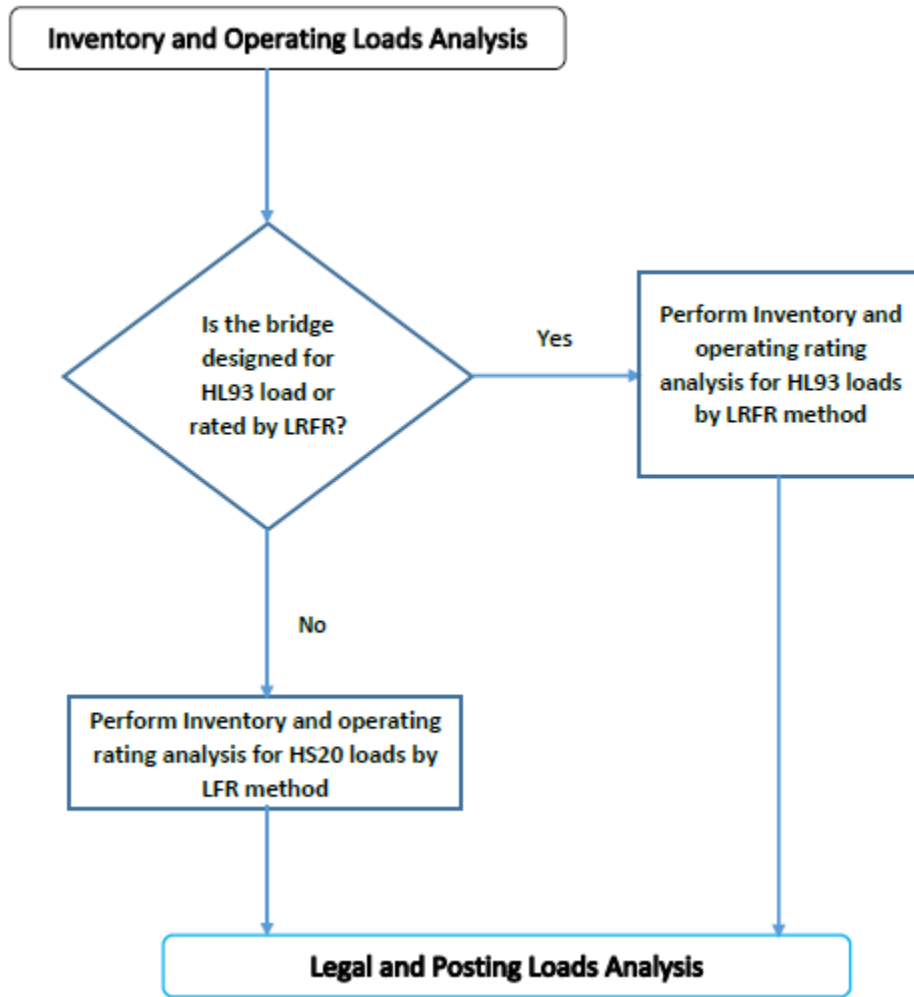 Inventory and Operating Loads Analysis
Is the bridge
designed for
HL93 load or
rated by LRFR?
Yes
Perform Inventory and
operating rating
analysis for HL93 loads
by LRFR method
No
Perform Inventory and operating
rating analysis for HS20 loads by
LFR method
Legal and Posting Loads Analysis